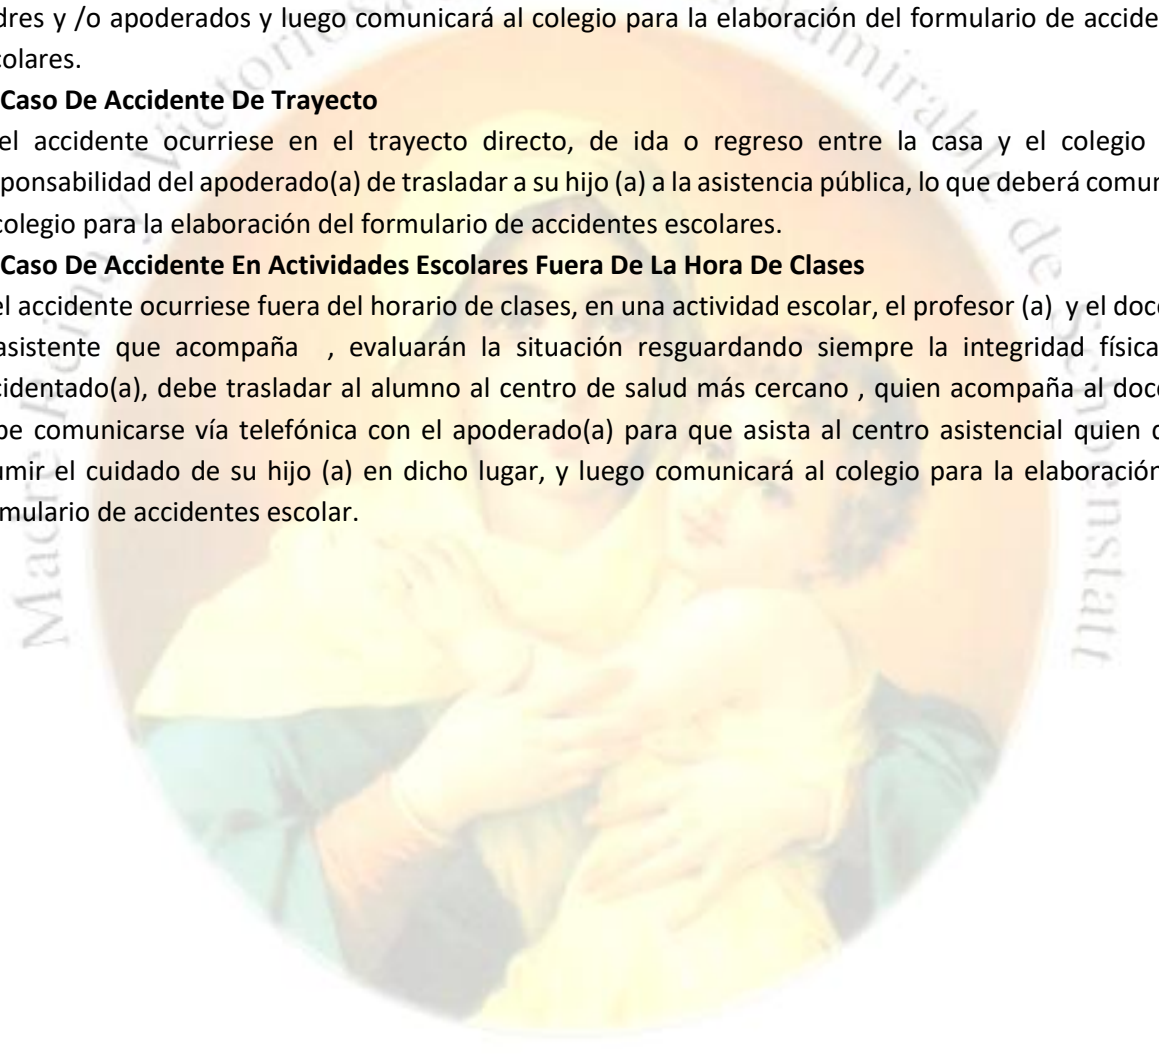 dres y /o apoderados y luego comunicará al colegio para la elaboración del formulario de accide
colares.
Caso De Accidente De Trayecto
el accidente ocurriese en el trayecto directo, de ida o regreso entre la casa y el colegio
ponsabilidad del apoderado(a) de trasladar a su hijo (a) a la asistencia pública, lo que deberá comun
colegio para la elaboración del formulario de accidentes escolares.
Caso De Accidente En Actividades Escolares Fuera De La Hora De Clases
el accidente ocurriese fuera del horario de clases, en una actividad escolar, el profesor (a) y el doce
asistente que acompaña , evaluarán la situación resguardando siempre la integridad física
cidentado(a), debe trasladar al alumno al centro de salud más cercano , quien acompaña al doce
be comunicarse vía telefónica con el apoderado(a) para que asista al centro asistencial quien d
umir el cuidado de su hijo (a) en dicho lugar, y luego comunicará al colegio para la elaboración
mulario de accidentes escolar.
Madre Reina y Victoriosa
admirable de Schoenstatt